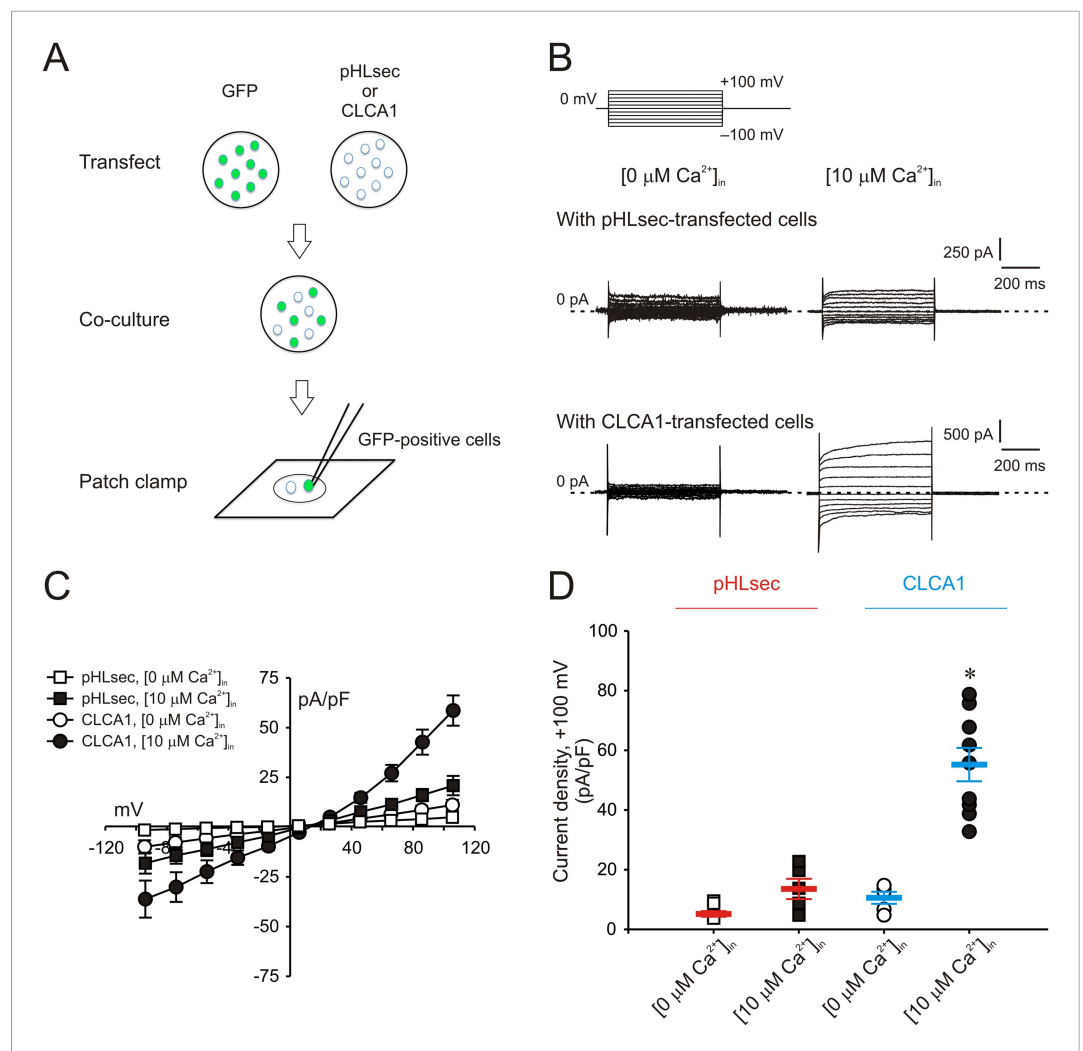 A
GFP
pHLsec
or
CLCA1
Transfect
Co-culture
GFP-positive cells
Patch clamp
B
+100 mV
0 mV
–100 mV
[0 µM Ca²⁺]in
[10 µM Ca²⁺]in
With pHLsec-transfected cells
250 pA
200 ms
0 pA
With CLCA1-transfected cells
500 pA
200 ms
0 pA
C
pHLsec, [0 µM Ca²⁺]in
pHLsec, [10 µM Ca²⁺]in
CLCA1, [0 µM Ca²⁺]in
CLCA1, [10 µM Ca²⁺]in
pA/pF
mV
75
50
25
-25
-50
-75
-120
40
80
120
D
pHLsec
CLCA1
Current density, +100 mV
(pA/pF)
100
80
60
40
20
0
*
[0 µM Ca²⁺]in
[10 µM Ca²⁺]in
[0 µM Ca²⁺]in
[10 µM Ca²⁺]in